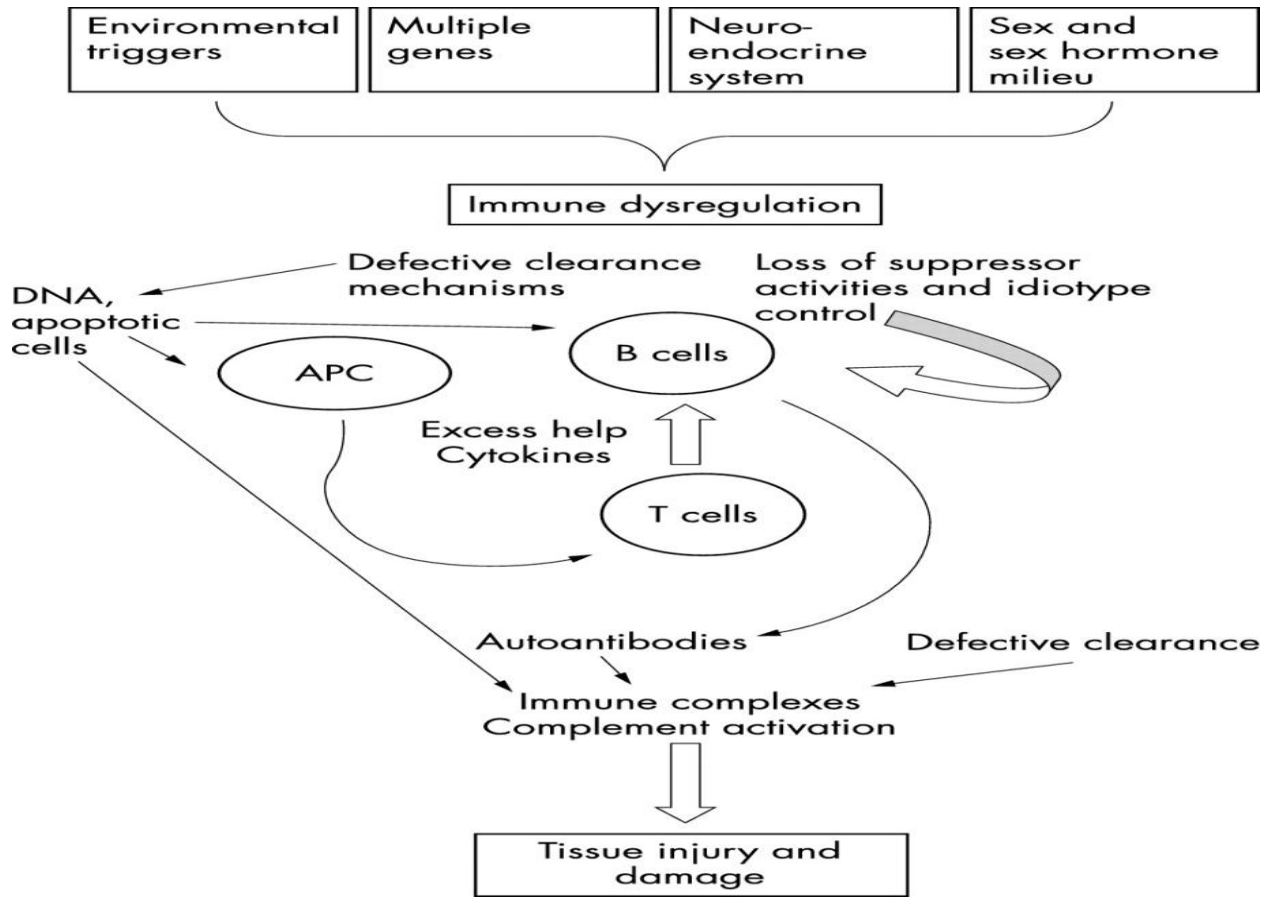 Environmental
triggers
Multiple
genes
Neuro-
endocrine
system
Sex and
sex hormone
milieu
Immune dysregulation
Defective clearance
mechanisms
Loss of suppressor
activities and idiotype
control
DNA,
apoptotic
cells
APC
B cells
Excess help
Cytokines
T cells
Autoantibodies
Defective clearance
Immune complexes
Complement activation
Tissue injury and
damage